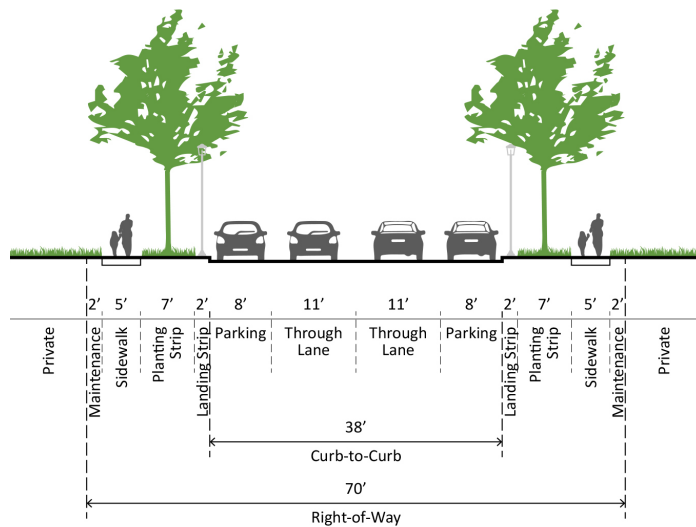 2’ 5’ 7’ 2’ 8’ 11’ 11’ 8’ 2’ 7’ 5’ 2’
Private
Maintenance
Sidewalk
Planting
Strip
Landing Strip
Parking
Through
Lane
Through
Lane
Parking
Landing Strip
Planting
Strip
Sidewalk
Maintenance
Private
38’
Curb-to-Curb
70’
Right-of-Way